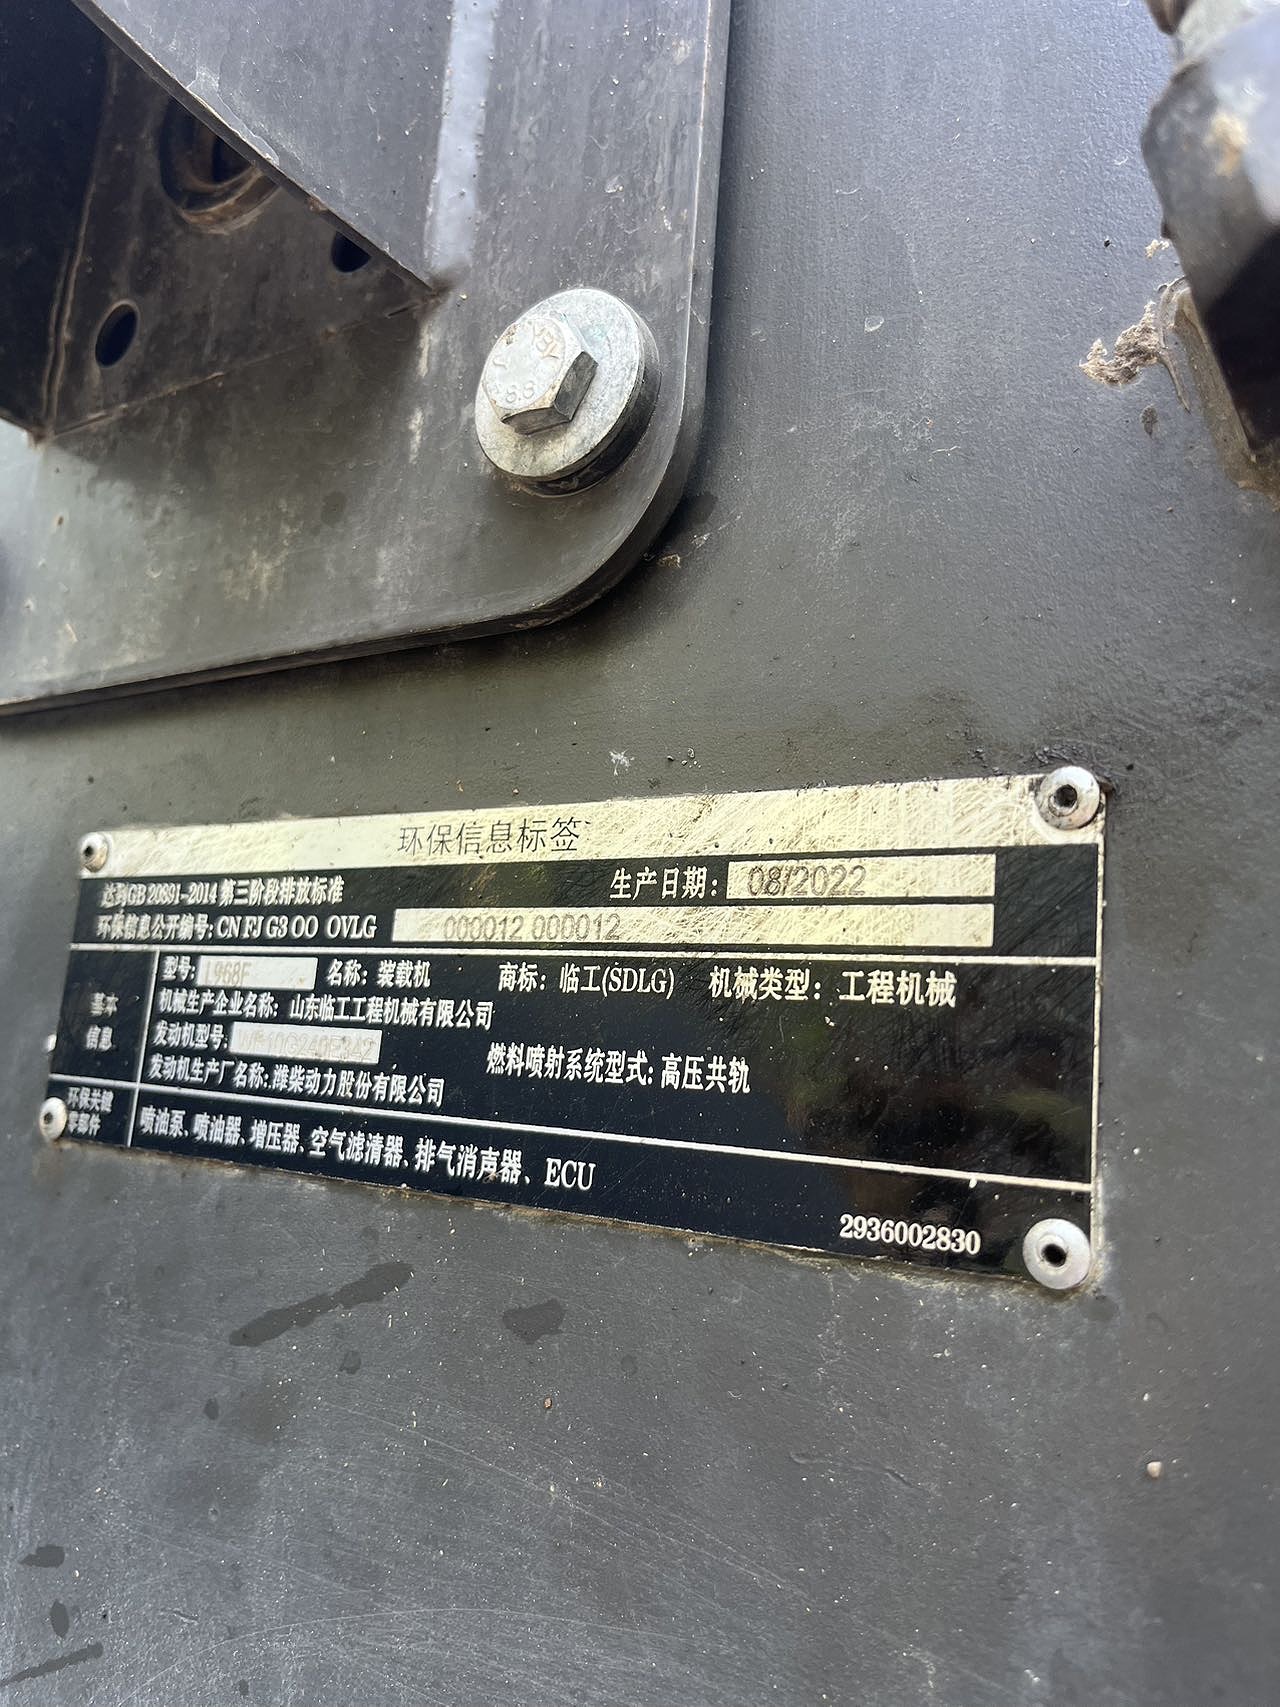 8.8
环保信息标签
达到GB 20891-2014 第三阶段排放标准 生产日期: 08/2022
环保信息公开编号: CN FJ G3 OO OVLG 000012 000012
基本信息
型号: L968F 名称: 装载机 商标: 临工(SDLG) 机械类型: 工程机械
机械生产企业名称: 山东临工工程机械有限公司
发动机型号: 燃料喷射系统型式: 高压共轨
发动机生产厂名称: 潍柴动力股份有限公司
环保关键零部件
喷油泵、喷油器、增压器、空气滤清器、排气消声器、ECU
2936002830